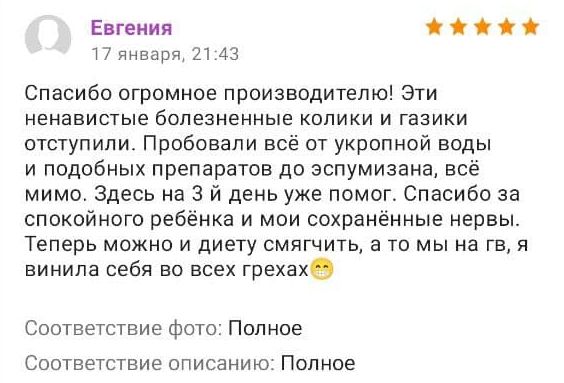 Евгения
17 января, 21:43
Спасибо огромное производителю! Эти
ненавистые болезненные колики и газики
отступили. Пробовали всё от укропной воды
и подобных препаратов до эспумизана, всё
мимо. Здесь на 3 й день уже помог. Спасибо за
спокойного ребёнка и мои сохранённые нервы.
Теперь можно и диету смягчить, а то мы на гв, я
винила себя во всех грехах😁
Соответствие фото: Полное
Соответствие описанию: Полное